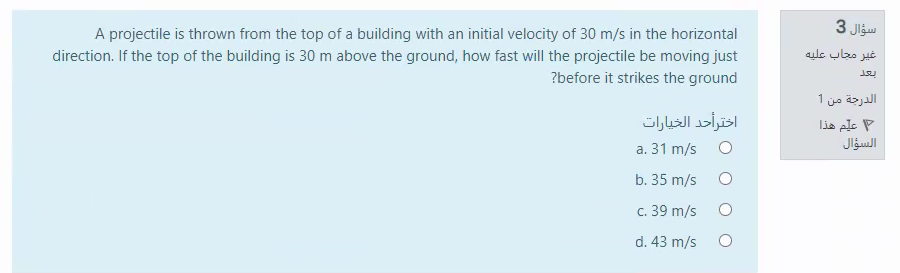 سؤال 3
غير مجاب عليه
بعد
الدرجة من 1
علّم هذا
السؤال
A projectile is thrown from the top of a building with an initial velocity of 30 m/s in the horizontal
direction. If the top of the building is 30 m above the ground, how fast will the projectile be moving just
?before it strikes the ground
اختر أحد الخيارات
a. 31 m/s
b. 35 m/s
c. 39 m/s
d. 43 m/s